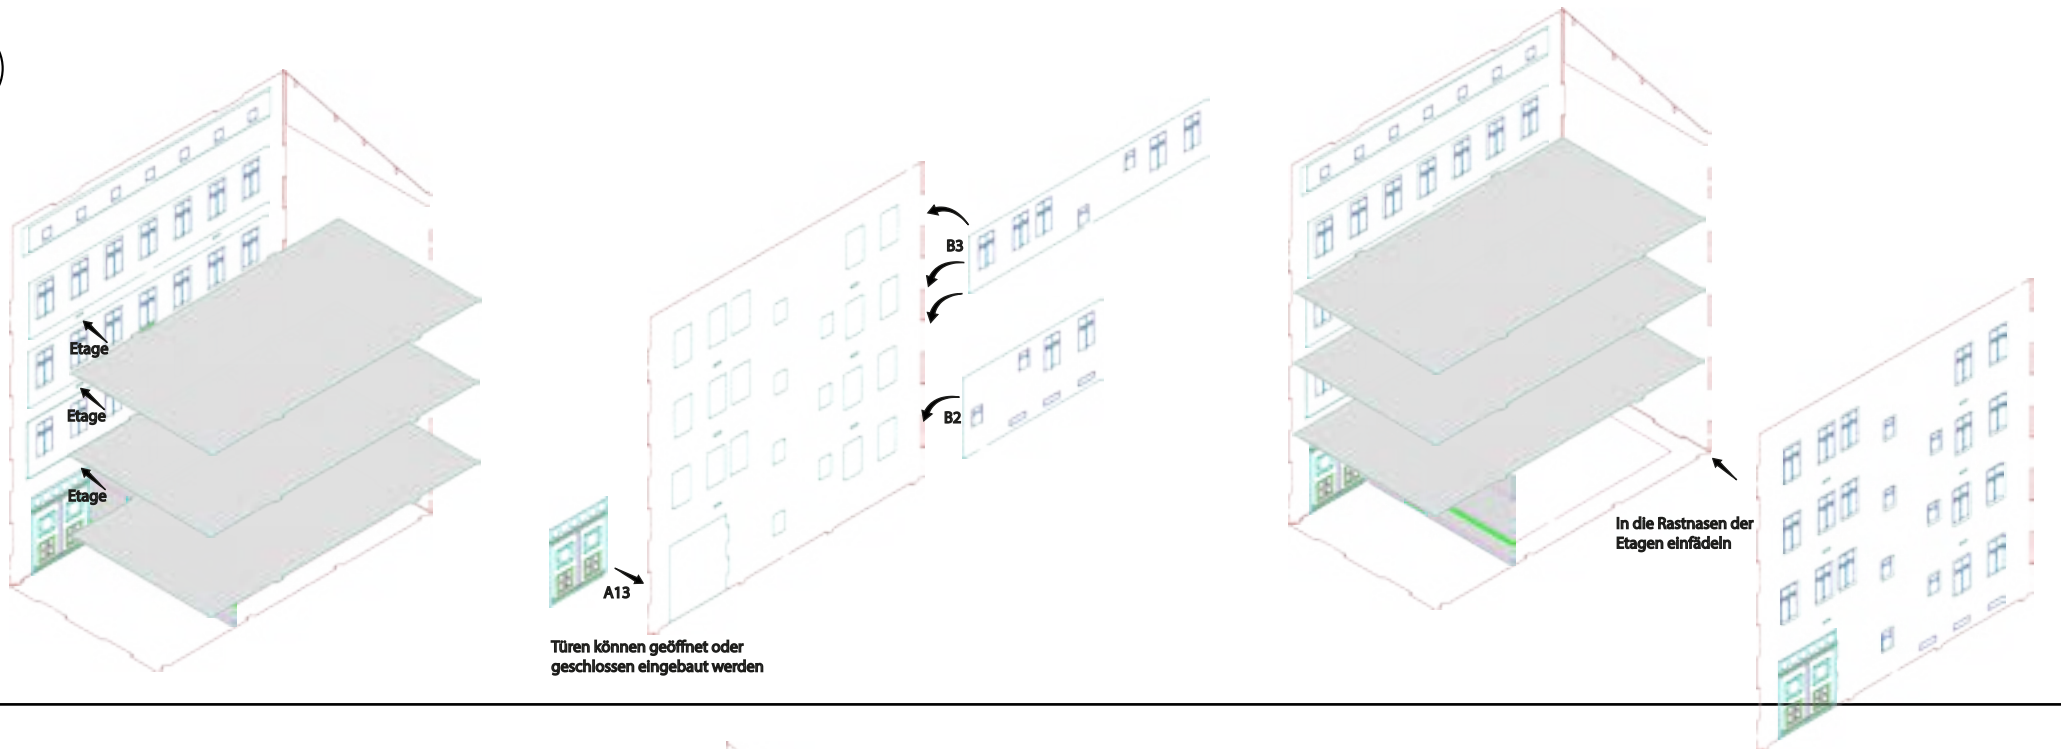 Etage
Etage
Etage
B3
B2
A13
Türen können geöffnet oder
geschlossen eingebaut werden
In die Rastnasen der
Etagen einfädeln